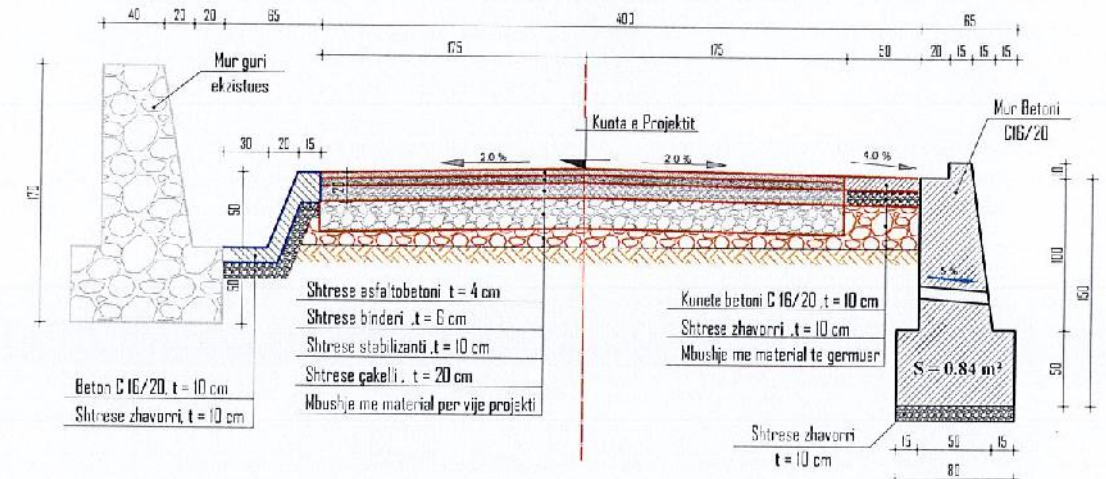 40 20 20 65 400 65
175 175 50 20 15 15 15
Mur guri
ekzistues
Mur Betoni
C16/20
Kuota e Projektit
30 20 15
2.0 % 2.0 % 4.0 %
170
50
20
50
10
100
150
50
5 %
Shtrese asfaltobetoni t = 4 cm
Shtrese binderi , t = 6 cm
Shtrese stabilizanti , t = 10 cm
Shtrese çakelli , t = 20 cm
Mbushje me material per vije projekti
Kunete betoni C 16/20 , t = 10 cm
Shtrese zhavorri , t = 10 cm
Mbushje me material te germuar
Beton C 16/20, t = 10 cm
Shtrese zhavorri, t = 10 cm
S = 0.84 m²
Shtrese zhavorri
t = 10 cm
15 50 15
80